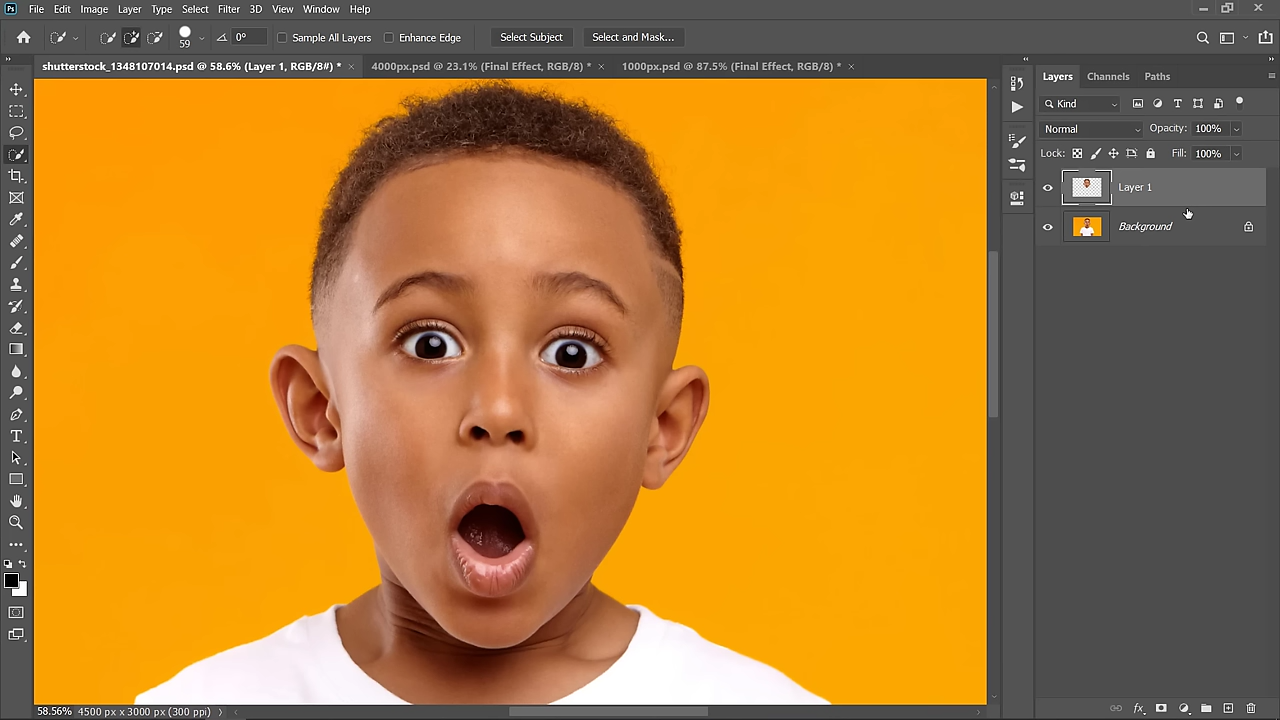 Ps File Edit Image Layer Type Select Filter 3D View Window Help
59 0° Sample All Layers Enhance Edge Select Subject Select and Mask...
shutterstock_1348107014.psd @ 58.6% (Layer 1, RGB/8#) * × 4000px.psd @ 23.1% (Final Effect, RGB/8) * × 1000px.psd @ 87.5% (Final Effect, RGB/8) * ×
Layers Channels Paths
Kind
Normal Opacity: 100%
Lock: Fill: 100%
Layer 1
Background
58.56% 4500 px x 3000 px (300 ppi)